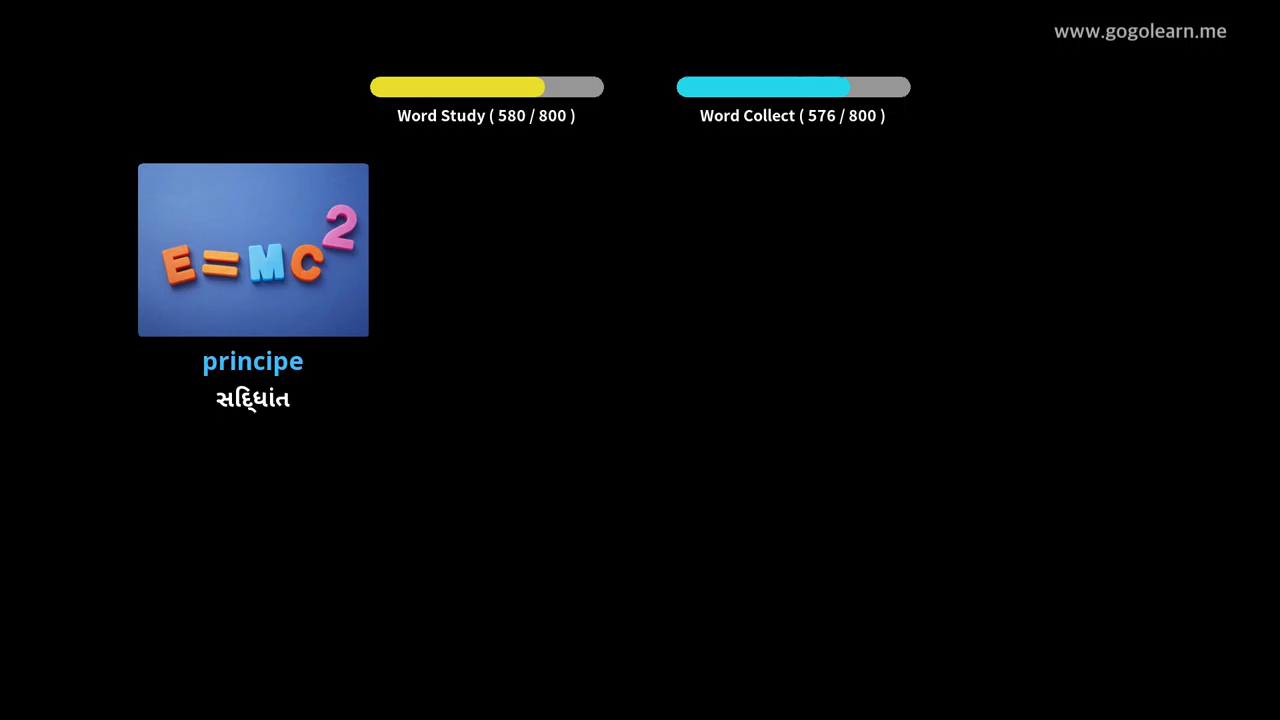 www.gogolearn.me
Word Study ( 580 / 800 )
Word Collect ( 576 / 800 )
E=MC2
principe
સદ્ધિાંત